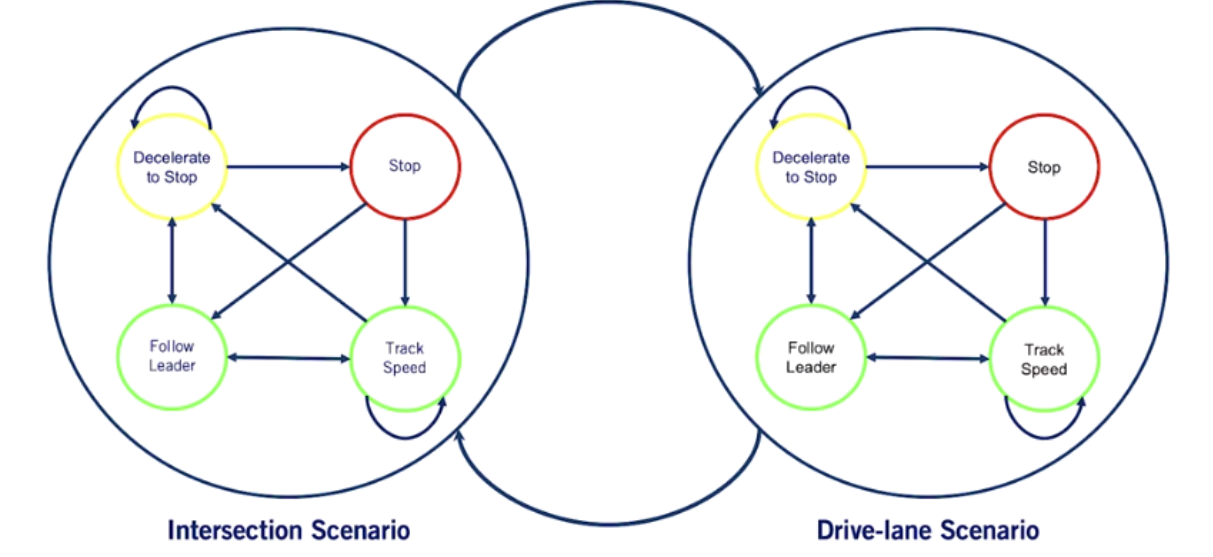 Decelerate
to Stop
Stop
Follow
Leader
Track
Speed
Intersection Scenario
Decelerate
to Stop
Stop
Follow
Leader
Track
Speed
Drive-lane Scenario